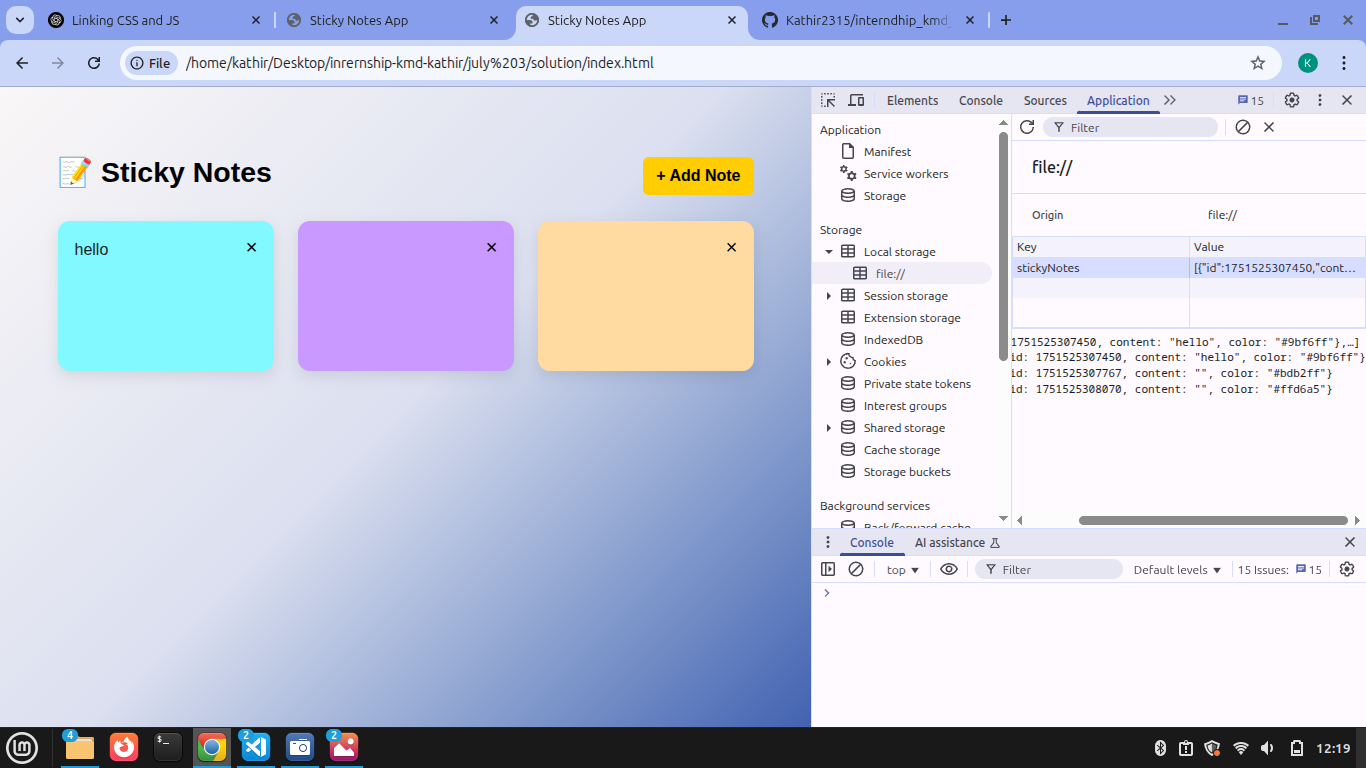 Linking CSS and JS
Sticky Notes App
Sticky Notes App
Kathir2315/interndhip_kmd_
File
/home/kathir/Desktop/inrernship-kmd-kathir/july%203/solution/index.html
K
📝 Sticky Notes
+ Add Note
hello
×
×
×
Elements
Console
Sources
Application
15
Application
Manifest
Service workers
Storage
Storage
Local storage
file://
Session storage
Extension storage
IndexedDB
Cookies
Private state tokens
Interest groups
Shared storage
Cache storage
Storage buckets
Background services
Back/forward cache
Filter
file://
Origin file://
Key Value
stickyNotes [{"id":1751525307450,"cont…
1751525307450, content: "hello", color: "#9bf6ff"},…]
id: 1751525307450, content: "hello", color: "#9bf6ff"}
id: 1751525307767, content: "", color: "#bdb2ff"}
id: 1751525308070, content: "", color: "#ffd6a5"}
Console
AI assistance
top
Filter
Default levels
15 Issues: 15
4
$_
2
2
12:19